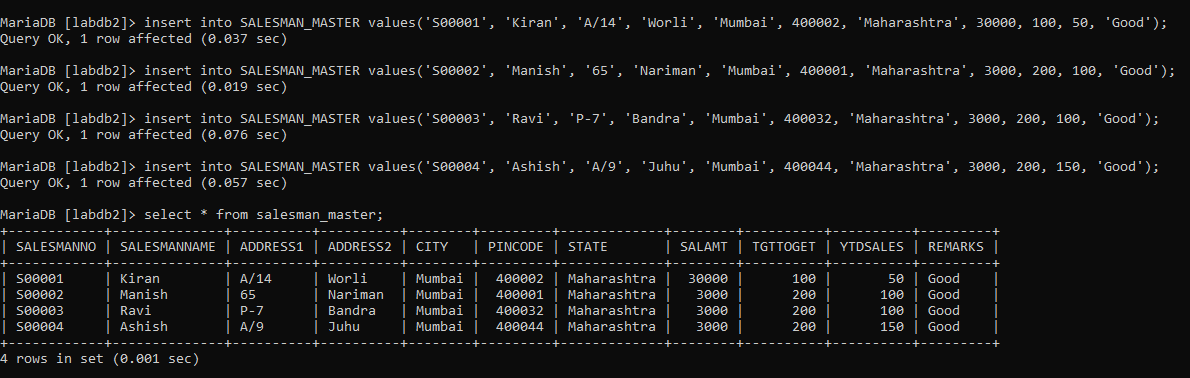 MariaDB [labdb2]> insert into SALESMAN_MASTER values('S00001', 'Kiran', 'A/14', 'Worli', 'Mumbai', 400002, 'Maharashtra', 30000, 100, 50, 'Good');
Query OK, 1 row affected (0.037 sec)
MariaDB [labdb2]> insert into SALESMAN_MASTER values('S00002', 'Manish', '65', 'Nariman', 'Mumbai', 400001, 'Maharashtra', 3000, 200, 100, 'Good');
Query OK, 1 row affected (0.019 sec)
MariaDB [labdb2]> insert into SALESMAN_MASTER values('S00003', 'Ravi', 'P-7', 'Bandra', 'Mumbai', 400032, 'Maharashtra', 3000, 200, 100, 'Good');
Query OK, 1 row affected (0.076 sec)
MariaDB [labdb2]> insert into SALESMAN_MASTER values('S00004', 'Ashish', 'A/9', 'Juhu', 'Mumbai', 400044, 'Maharashtra', 3000, 200, 150, 'Good');
Query OK, 1 row affected (0.057 sec)
MariaDB [labdb2]> select * from salesman_master;
+------------+--------------+----------+----------+--------+---------+-------------+--------+----------+----------+---------+
| SALESMANNO | SALESMANNAME | ADDRESS1 | ADDRESS2 | CITY   | PINCODE | STATE       | SALAMT | TGTTOGET | YTDSALES | REMARKS |
+------------+--------------+----------+----------+--------+---------+-------------+--------+----------+----------+---------+
| S00001     | Kiran        | A/14     | Worli    | Mumbai |  400002 | Maharashtra |  30000 |      100 |       50 | Good    |
| S00002     | Manish       | 65       | Nariman  | Mumbai |  400001 | Maharashtra |   3000 |      200 |      100 | Good    |
| S00003     | Ravi         | P-7      | Bandra   | Mumbai |  400032 | Maharashtra |   3000 |      200 |      100 | Good    |
| S00004     | Ashish       | A/9      | Juhu     | Mumbai |  400044 | Maharashtra |   3000 |      200 |      150 | Good    |
+------------+--------------+----------+----------+--------+---------+-------------+--------+----------+----------+---------+
4 rows in set (0.001 sec)